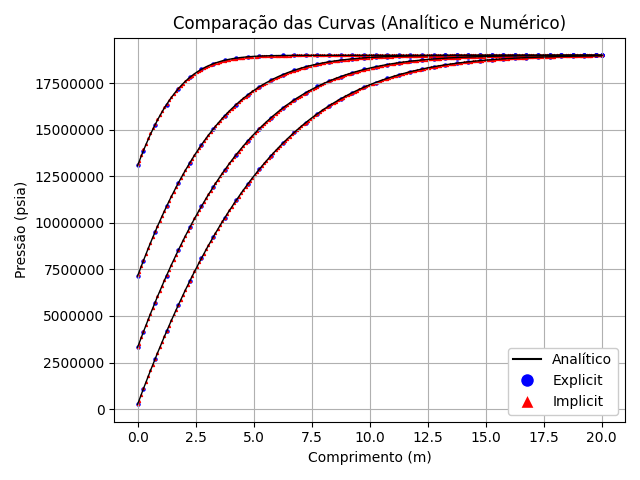 Comparação das Curvas (Analítico e Numérico)
Pressão (psia)
17500000
15000000
12500000
10000000
7500000
5000000
2500000
0
0.0 2.5 5.0 7.5 10.0 12.5 15.0 17.5 20.0
Comprimento (m)
Analítico
Explicit
Implicit